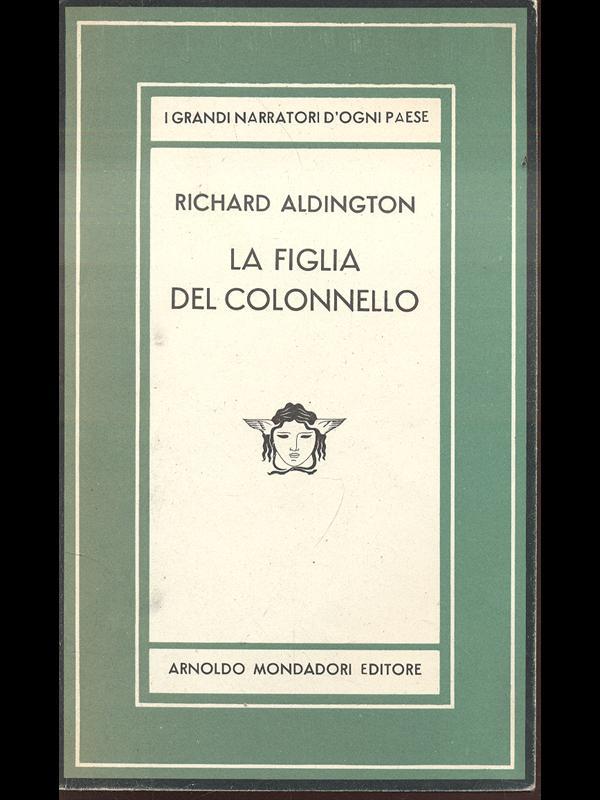 I GRANDI NARRATORI D'OGNI PAESE
RICHARD ALDINGTON
LA FIGLIA
DEL COLONNELLO
ARNOLDO MONDADORI EDITORE